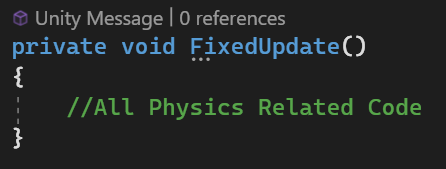 Unity Message | 0 references
private void FixedUpdate()
{
//All Physics Related Code
}